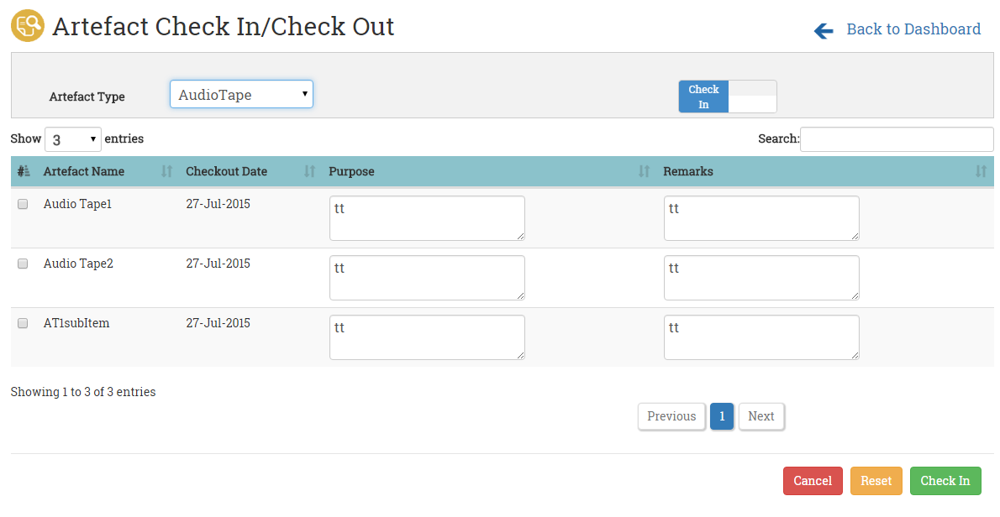 Artefact Check In/Check Out
Back to Dashboard
Artefact Type
AudioTape
Check
In
Show 3 entries
Search:
# Artefact Name Checkout Date Purpose Remarks
Audio Tape1 27-Jul-2015 tt tt
Audio Tape2 27-Jul-2015 tt tt
AT1subItem 27-Jul-2015 tt tt
Showing 1 to 3 of 3 entries
Previous 1 Next
Cancel Reset Check In